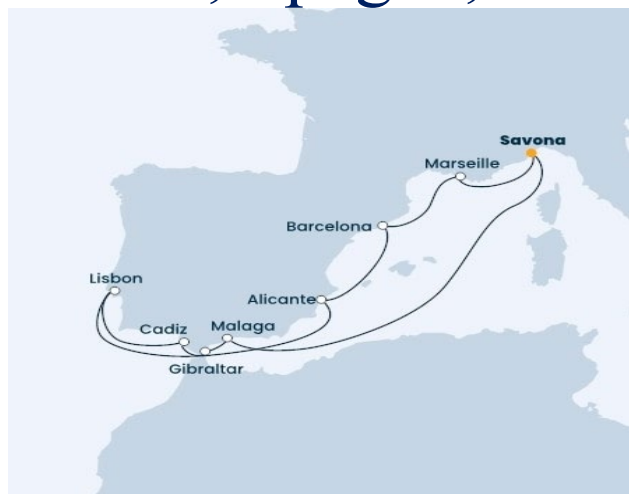 Savona
Marseille
Barcelona
Lisbon
Alicante
Cadiz
Malaga
Gibraltar